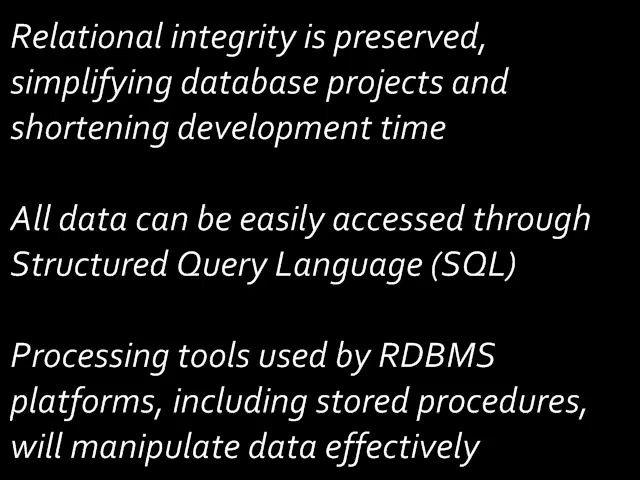 Relational integrity is preserved,
simplifying database projects and
shortening development time
All data can be easily accessed through
Structured Query Language (SQL)
Processing tools used by RDBMS
platforms, including stored procedures,
will manipulate data effectively